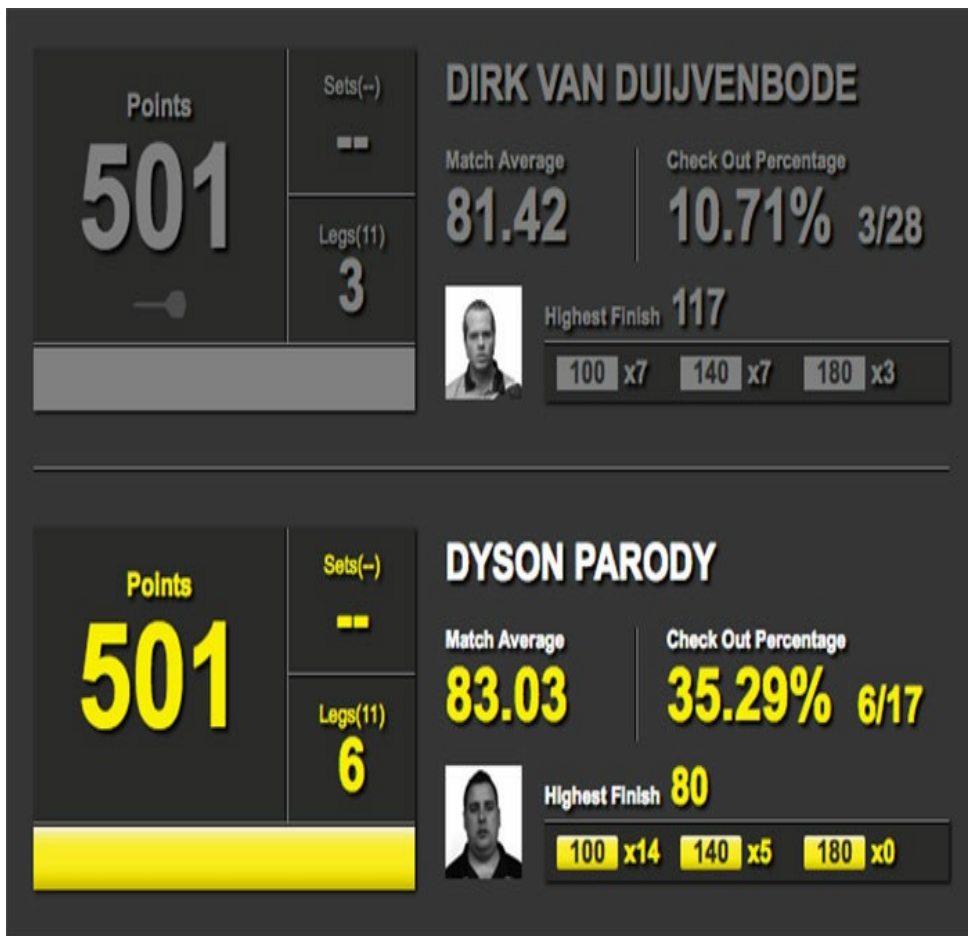 DIRK VAN DUIJVENBODE
Points
501
Sets(--)
--
Legs(11)
3
Match Average
81.42
Check Out Percentage
10.71% 3/28
Highest Finish 117
100 x7 140 x7 180 x3
DYSON PARODY
Points
501
Sets(--)
--
Legs(11)
6
Match Average
83.03
Check Out Percentage
35.29% 6/17
Highest Finish 80
100 x14 140 x5 180 x0